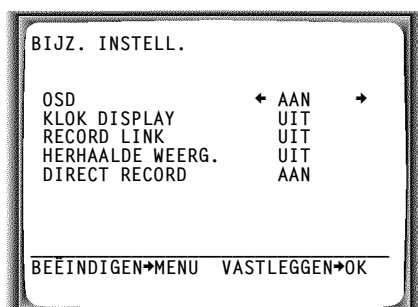 BIJZ. INSTELL.
OSD ← AAN →
KLOK DISPLAY UIT
RECORD LINK UIT
HERHAALDE WEERG. UIT
DIRECT RECORD AAN
BEËINDIGEN→MENU VASTLEGGEN→OK